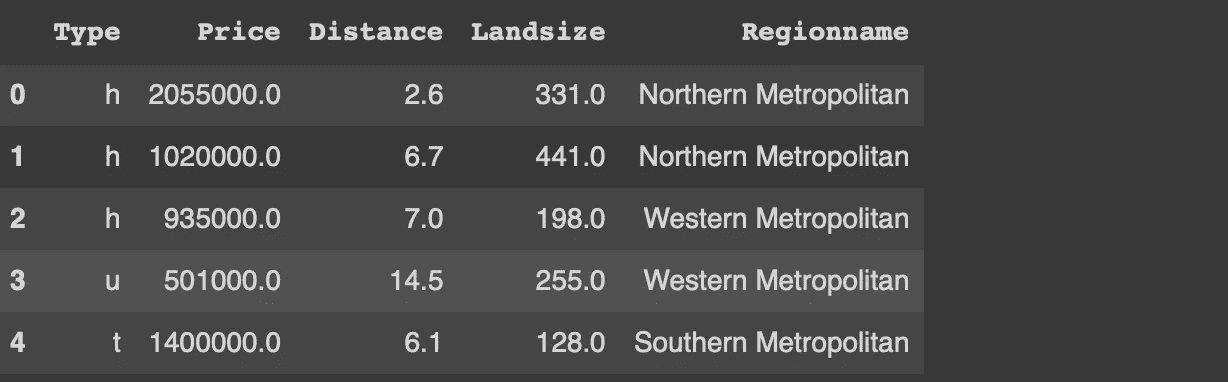 Type Price Distance Landsize Regionname
0 h 2055000.0 2.6 331.0 Northern Metropolitan
1 h 1020000.0 6.7 441.0 Northern Metropolitan
2 h 935000.0 7.0 198.0 Western Metropolitan
3 u 501000.0 14.5 255.0 Western Metropolitan
4 t 1400000.0 6.1 128.0 Southern Metropolitan